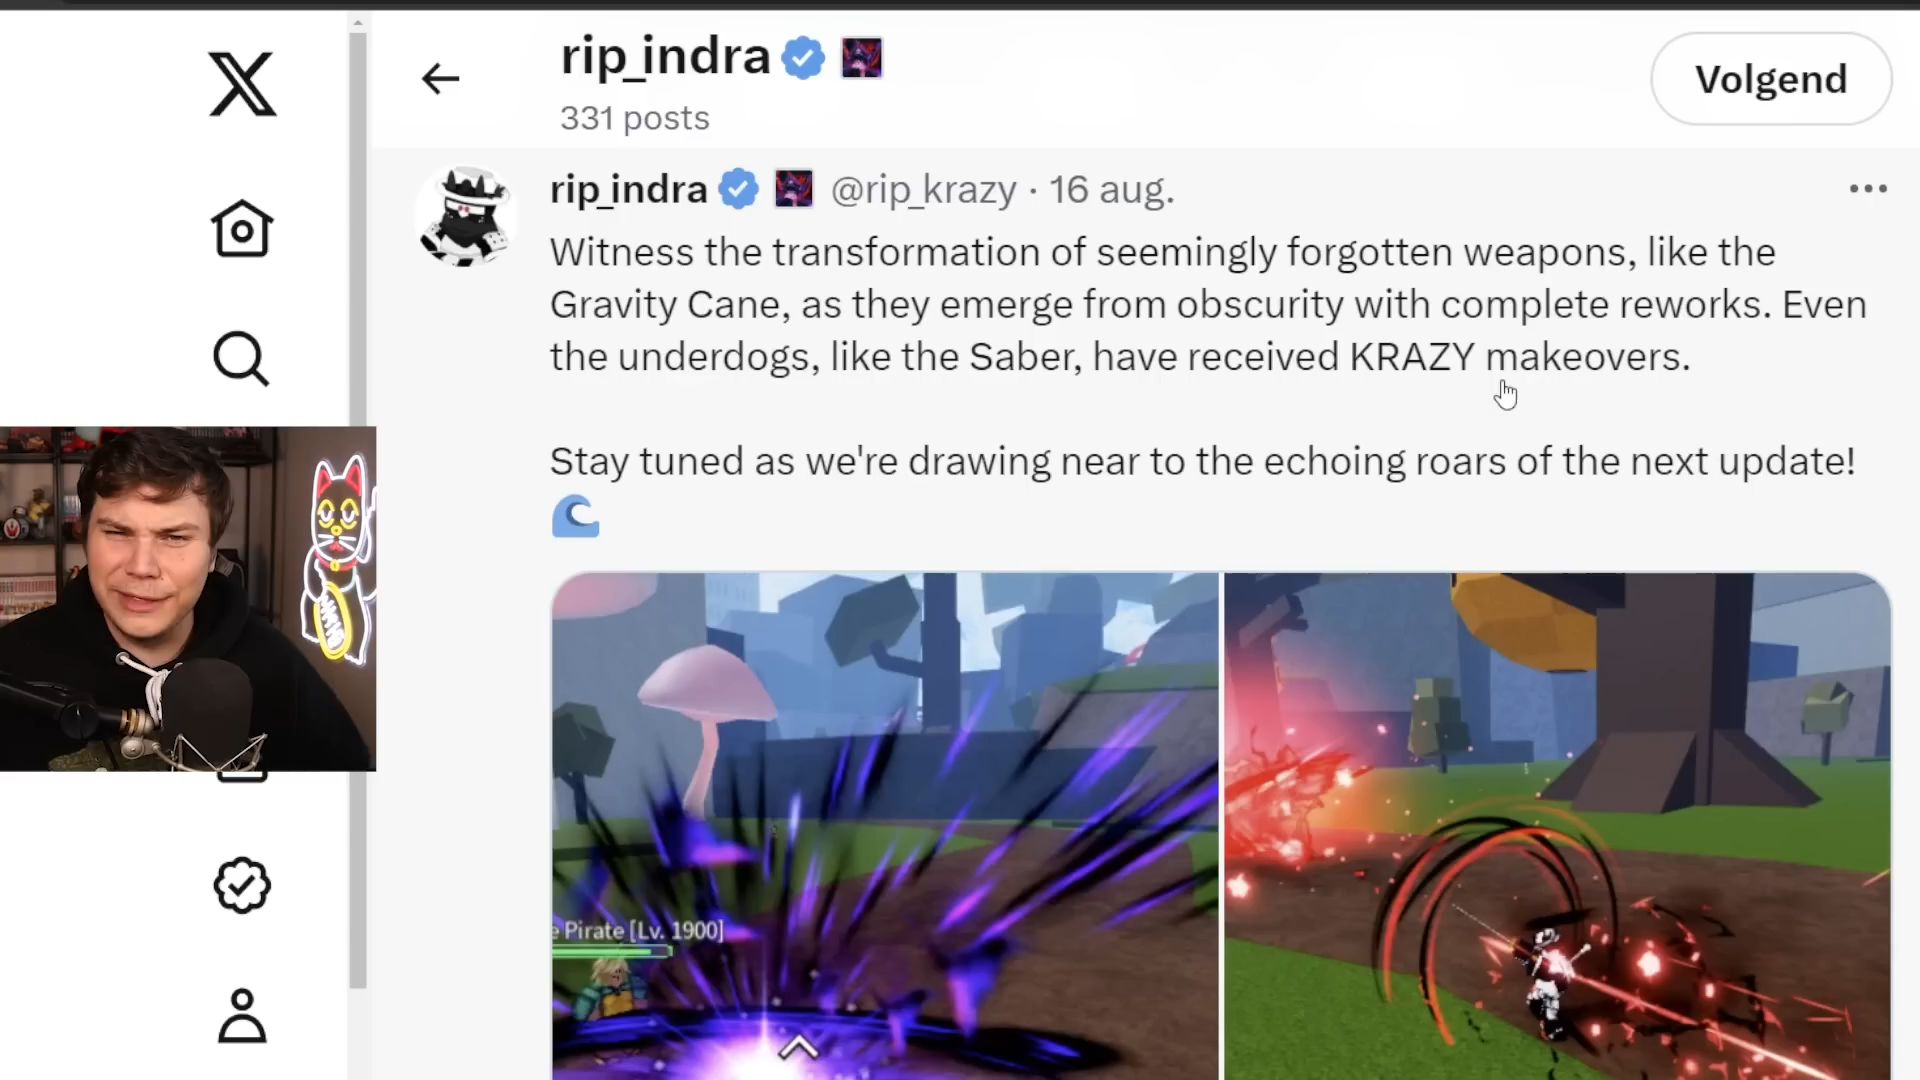 rip_indra
331 posts
Volgend
rip_indra @rip_krazy · 16 aug.
Witness the transformation of seemingly forgotten weapons, like the
Gravity Cane, as they emerge from obscurity with complete reworks. Even
the underdogs, like the Saber, have received KRAZY makeovers.
Stay tuned as we're drawing near to the echoing roars of the next update!
e Pirate [Lv. 1900]